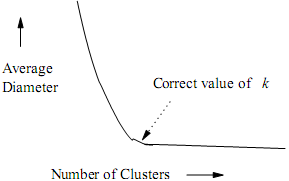 Average
Diameter
Correct value of k
Number of Clusters